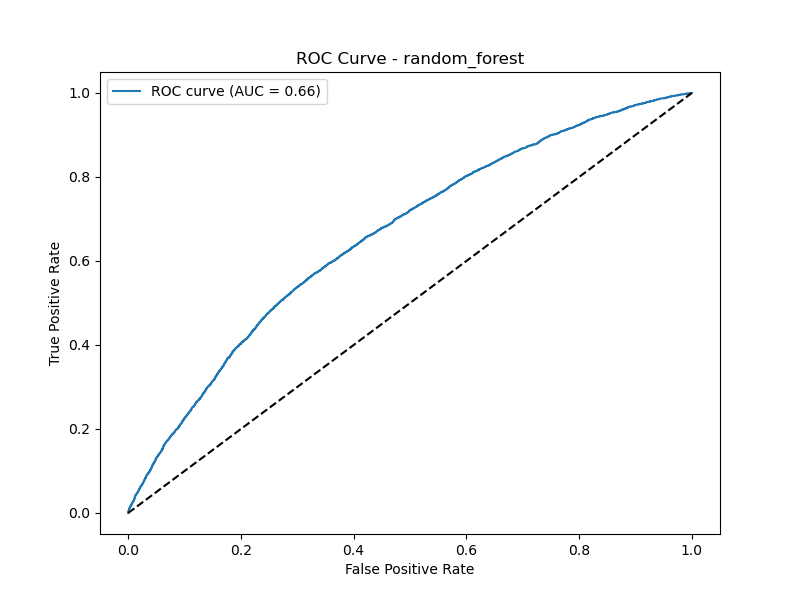 ROC Curve - random_forest
ROC curve (AUC = 0.66)
1.0
0.8
0.6
0.4
0.2
0.0
True Positive Rate
0.0 0.2 0.4 0.6 0.8 1.0
False Positive Rate